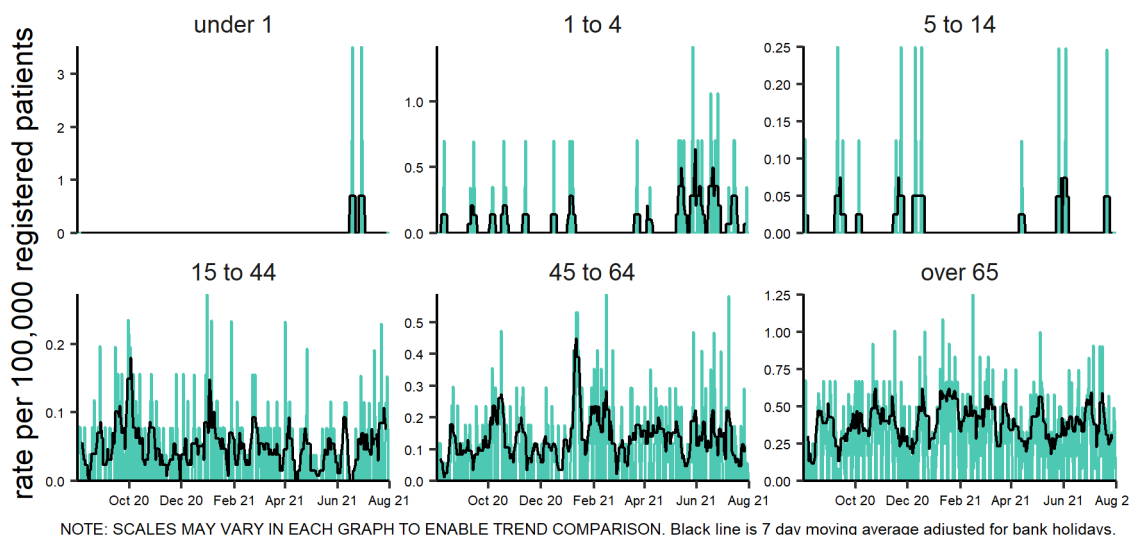 rate per 100,000 registered patients
under 1
3
2
1
0
1 to 4
1.0
0.5
0.0
5 to 14
0.25
0.20
0.15
0.10
0.05
0.00
15 to 44
0.2
0.1
0.0
Oct 20 Dec 20 Feb 21 Apr 21 Jun 21 Aug 21
45 to 64
0.5
0.4
0.3
0.2
0.1
0.0
Oct 20 Dec 20 Feb 21 Apr 21 Jun 21 Aug 21
over 65
1.25
1.00
0.75
0.50
0.25
0.00
Oct 20 Dec 20 Feb 21 Apr 21 Jun 21 Aug 2
NOTE: SCALES MAY VARY IN EACH GRAPH TO ENABLE TREND COMPARISON. Black line is 7 day moving average adjusted for bank holidays.